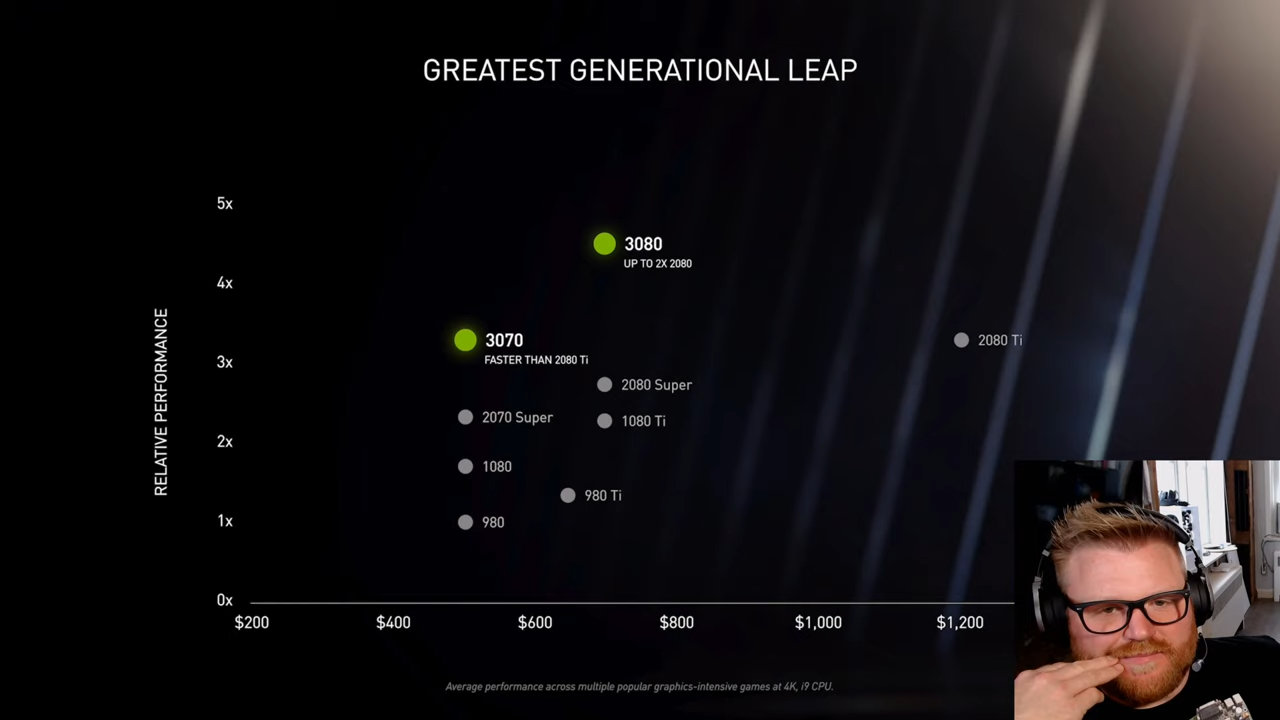 GREATEST GENERATIONAL LEAP
5x
3080
UP TO 2X 2080
4x
3070
FASTER THAN 2080 Ti
2080 Ti
3x
2080 Super
2070 Super
1080 Ti
2x
1080
980 Ti
1x
980
0x
RELATIVE PERFORMANCE
$200
$400
$600
$800
$1,000
$1,200
Average performance across multiple popular graphics-intensive games at 4K, i9 CPU.